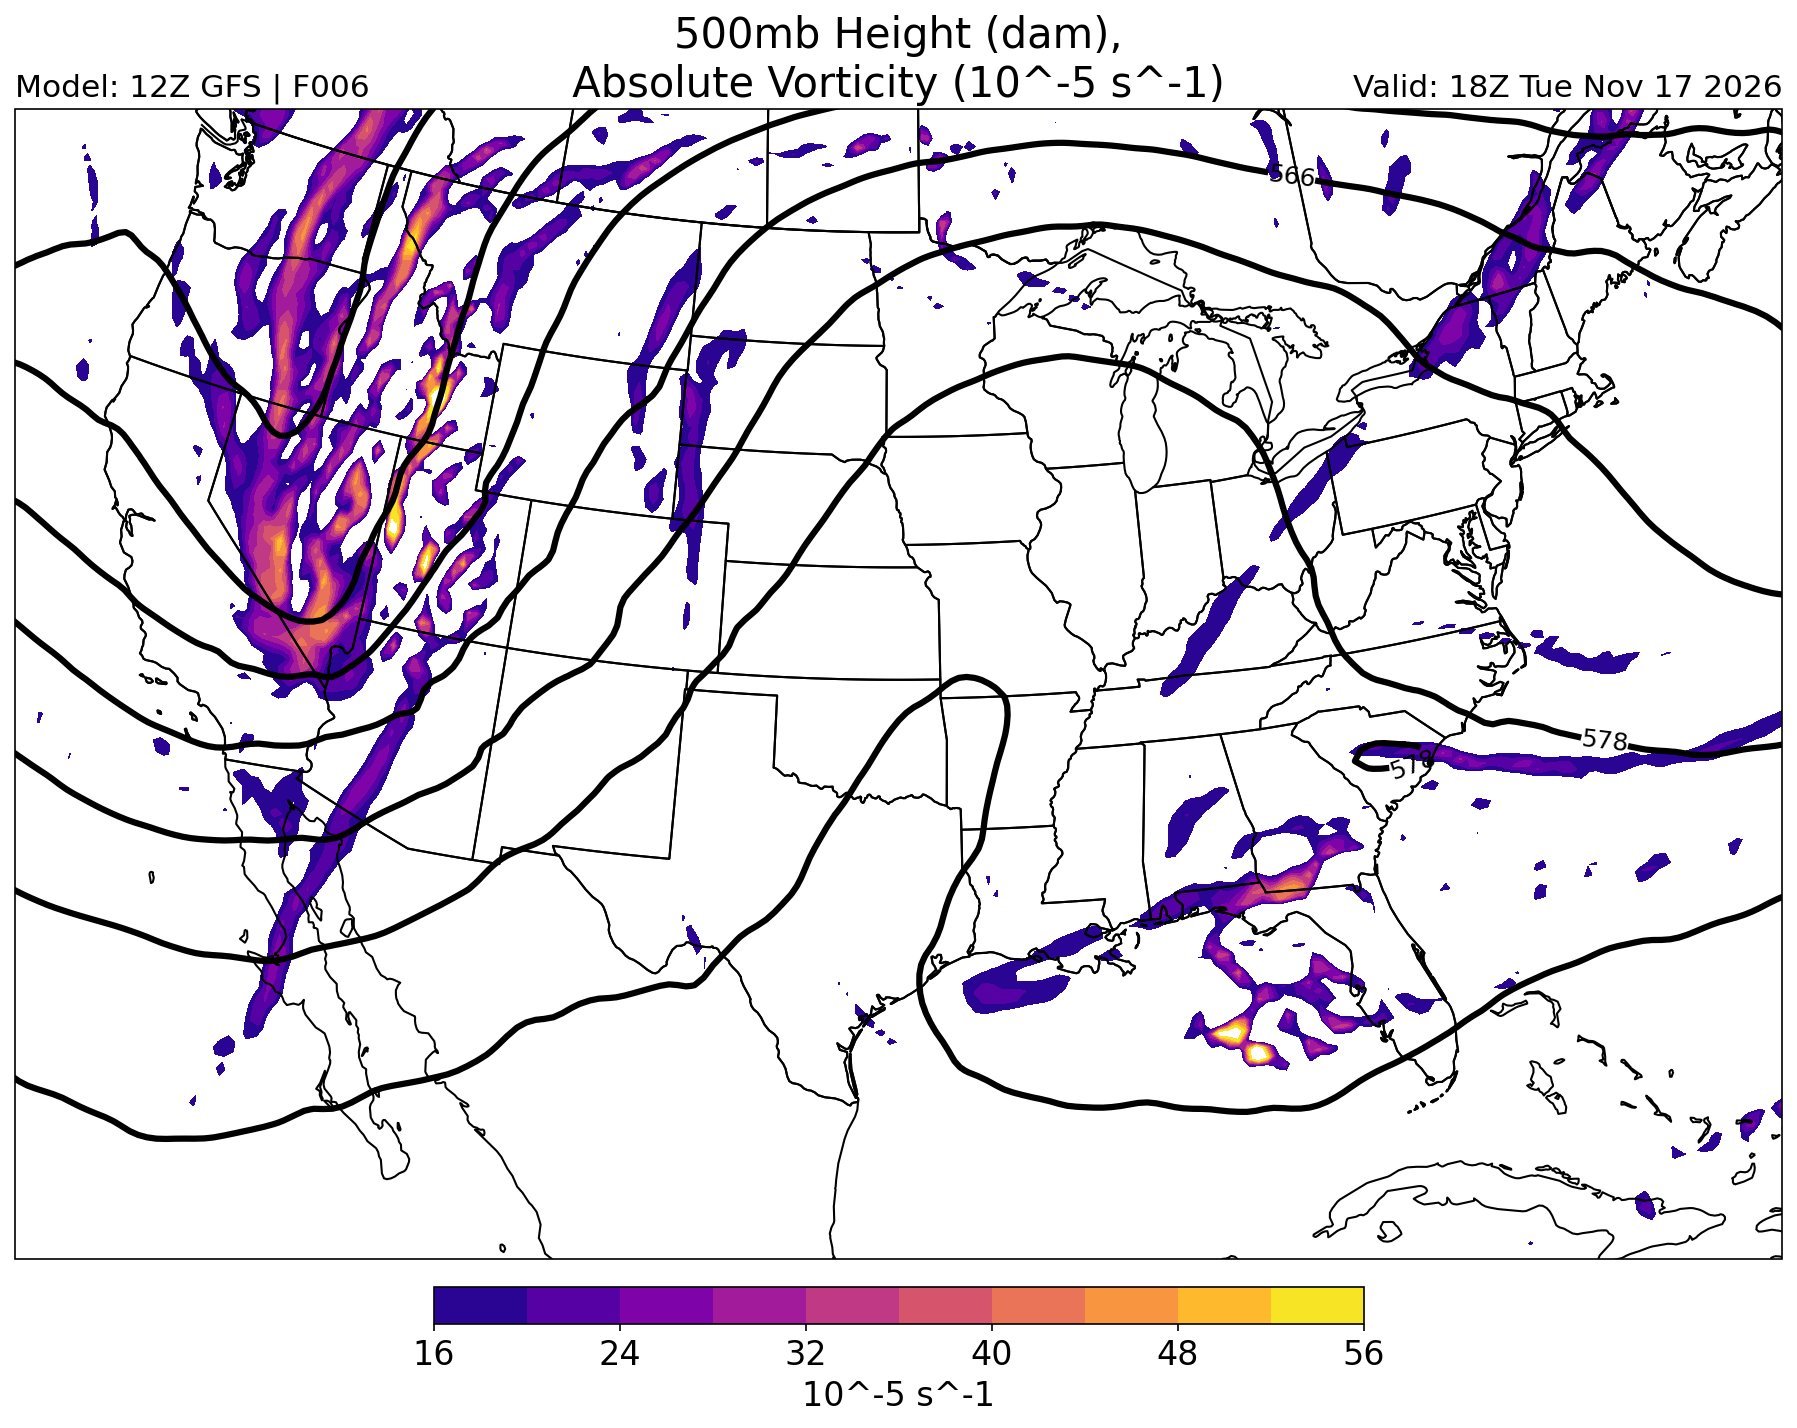 500mb Height (dam),
Model: 12Z GFS | F006
Absolute Vorticity (10^-5 s^-1)
Valid: 18Z Tue Nov 17 2026
566
578
578
16 24 32 40 48 56
10^-5 s^-1